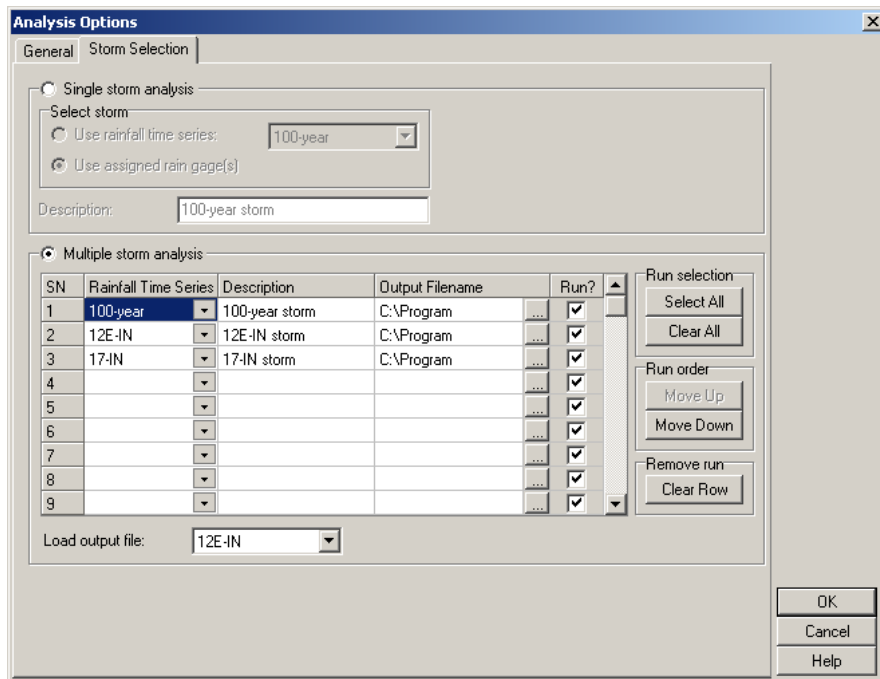 Analysis Options
General Storm Selection
Single storm analysis
Select storm
Use rainfall time series: 100-year
Use assigned rain gage(s)
Description: 100-year storm
Multiple storm analysis
SN Rainfall Time Series Description Output Filename Run?
1 100-year 100-year storm C:\Program ...
2 12E-IN 12E-IN storm C:\Program ...
3 17-IN 17-IN storm C:\Program ...
4 ...
5 ...
6 ...
7 ...
8 ...
9 ...
Run selection
Select All
Clear All
Run order
Move Up
Move Down
Remove run
Clear Row
Load output file: 12E-IN
OK
Cancel
Help